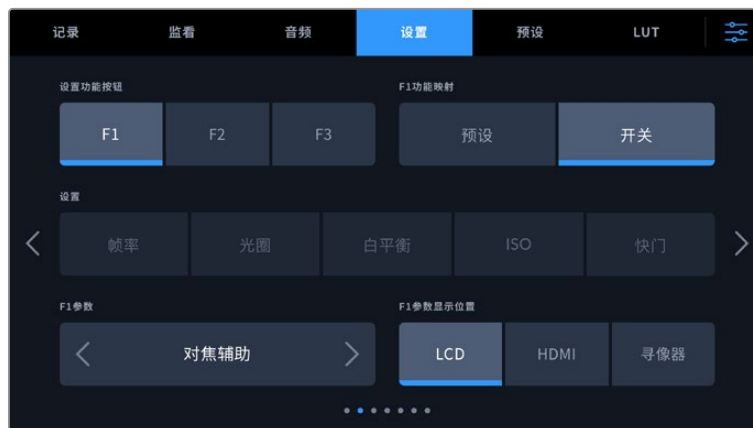 记录 监看 音频 设置 预设 LUT
设置功能按钮 F1功能映射
F1 F2 F3 预设 开关
设置
帧率 光圈 白平衡 ISO 快门
F1参数 F1参数显示位置
对焦辅助 LCD HDMI 寻像器